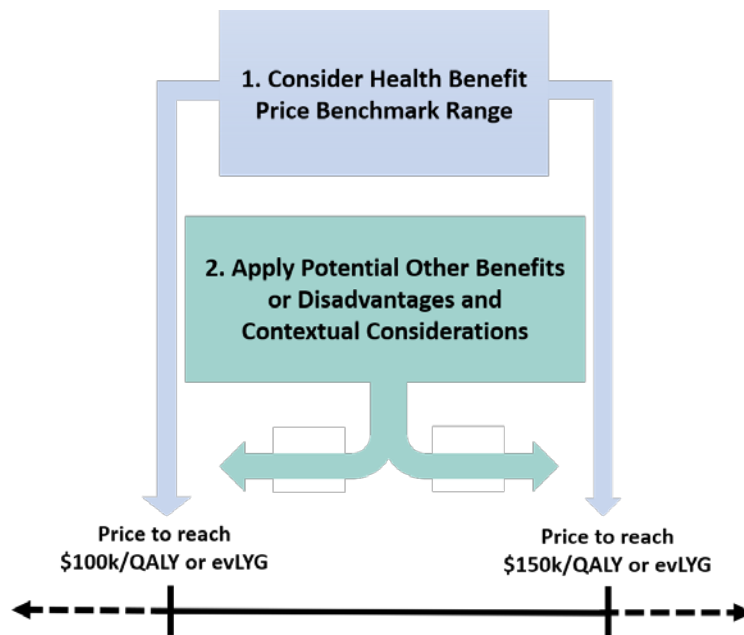 1. Consider Health Benefit
Price Benchmark Range
2. Apply Potential Other Benefits
or Disadvantages and
Contextual Considerations
Price to reach
$100k/QALY or evLYG
Price to reach
$150k/QALY or evLYG